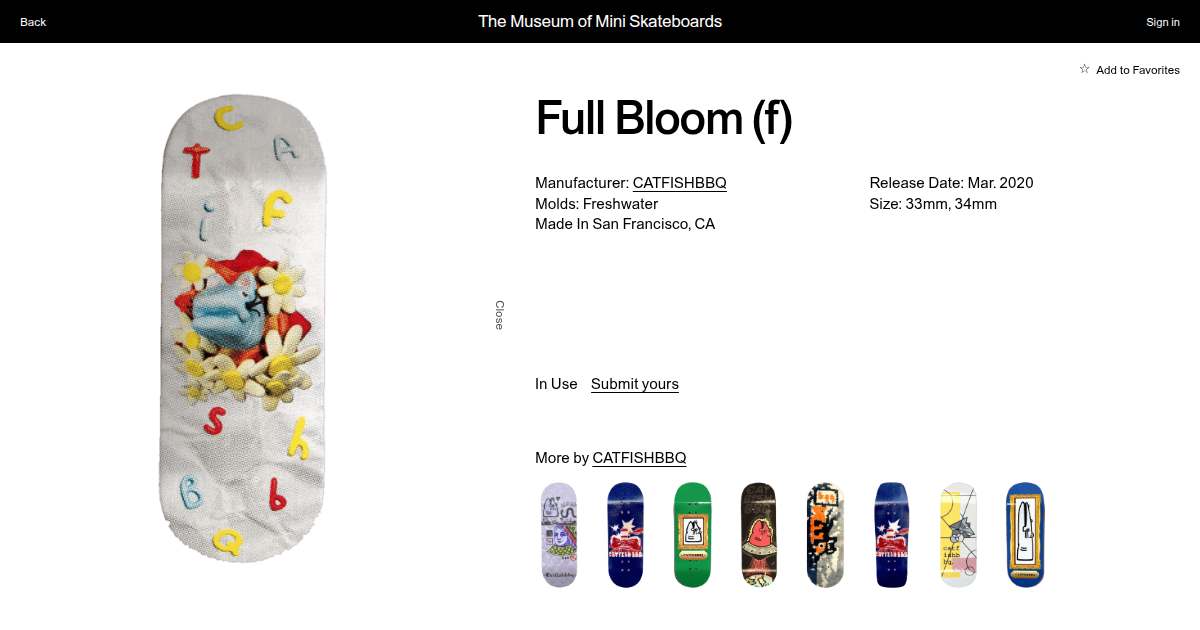 Back
The Museum of Mini Skateboards
Sign in
☆ Add to Favorites
Full Bloom (f)
Manufacturer: CATFISHBBQ
Molds: Freshwater
Made In San Francisco, CA
Release Date: Mar. 2020
Size: 33mm, 34mm
C
T A
i f
s h
B b
Q
Close
In Use Submit yours
More by CATFISHBBQ